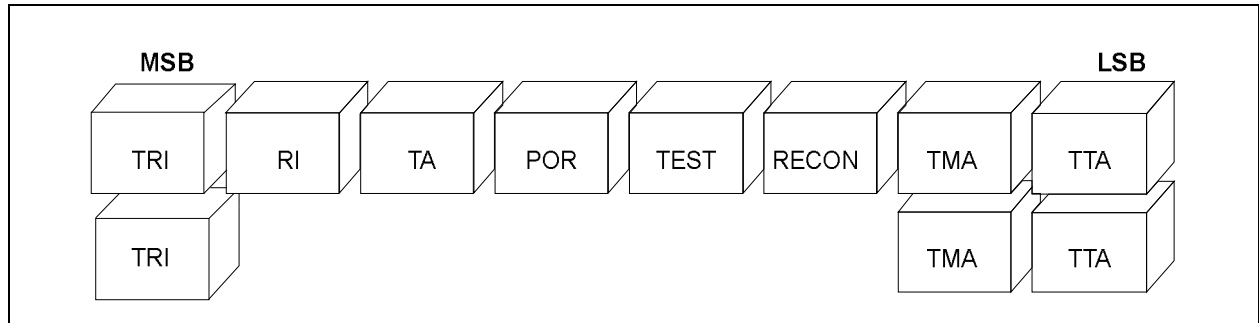 MSB LSB
TRI RI TA POR TEST RECON TMA TTA
TRI TMA TTA